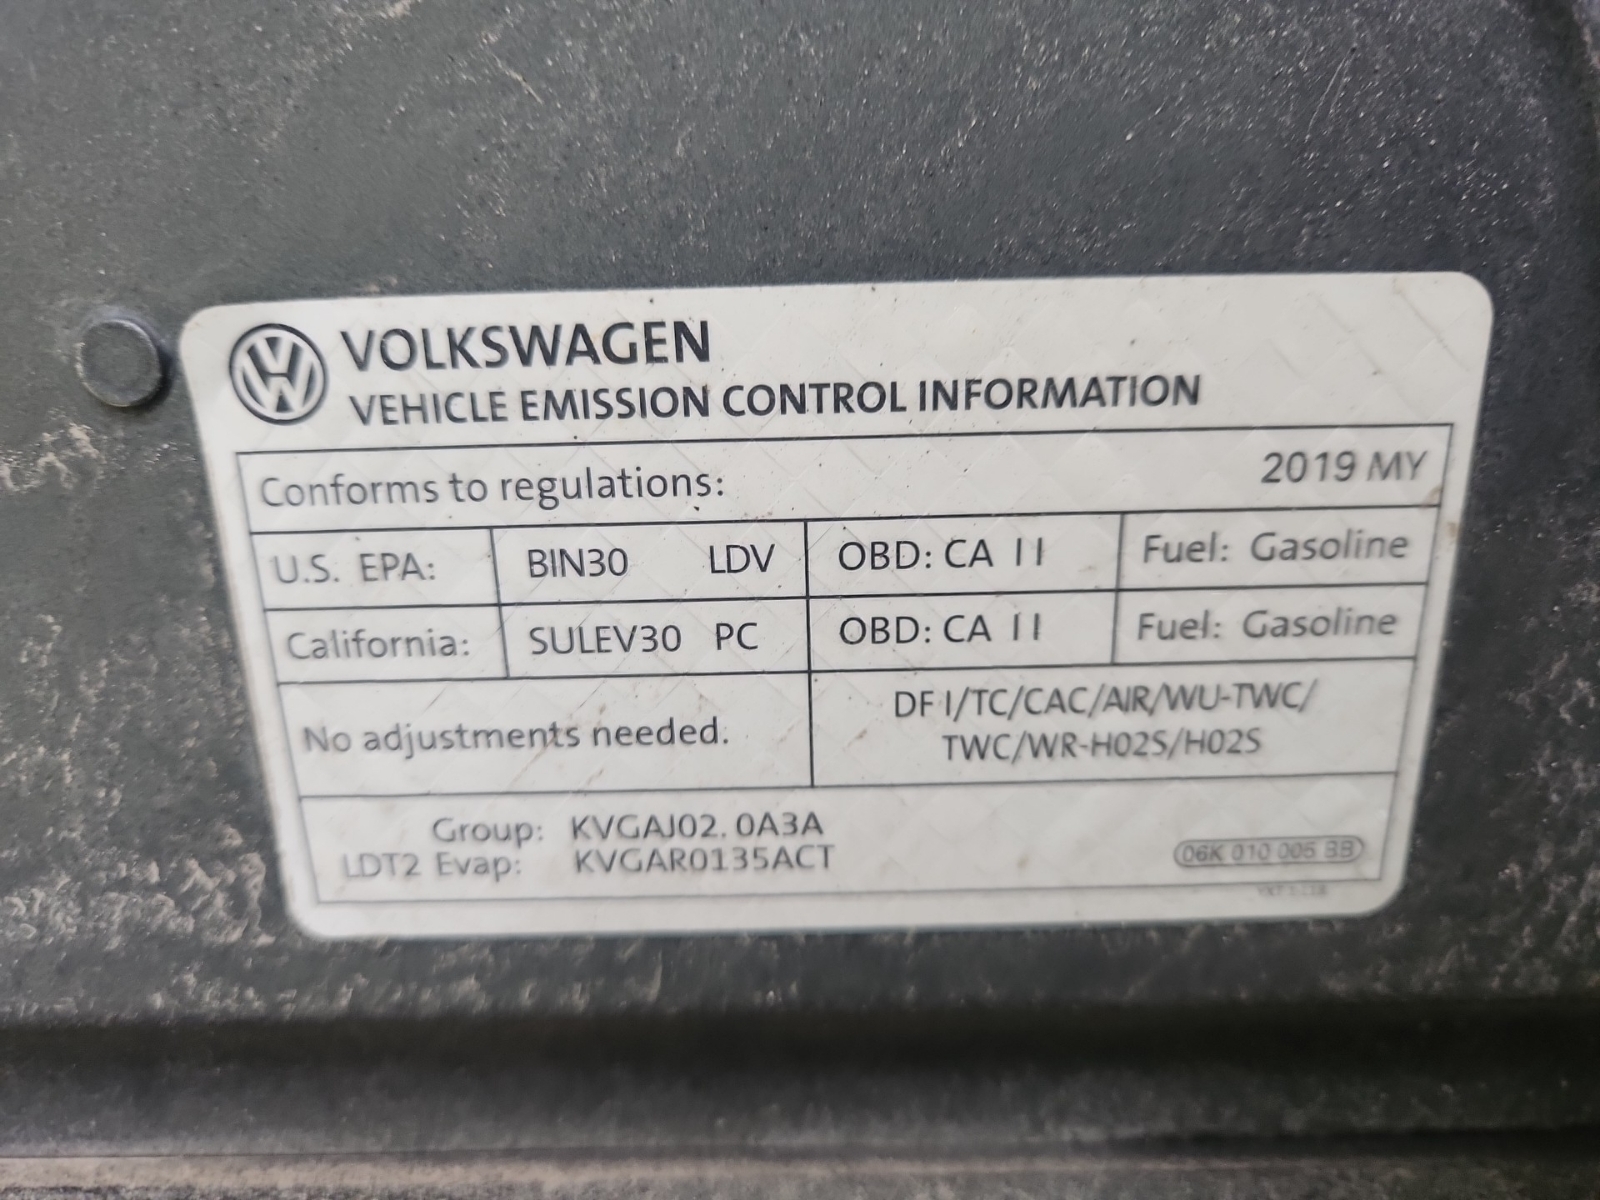 VOLKSWAGEN
VEHICLE EMISSION CONTROL INFORMATION
Conforms to regulations: 2019 MY
U.S. EPA: BIN30 LDV OBD: CA II Fuel: Gasoline
California: SULEV30 PC OBD: CA II Fuel: Gasoline
No adjustments needed.
DFI/TC/CAC/AIR/WU-TWC/
TWC/WR-HO2S/HO2S
Group: KVGAJ02.0A3A
LDT2 Evap: KVGAR0135ACT
06K 010 006 BB